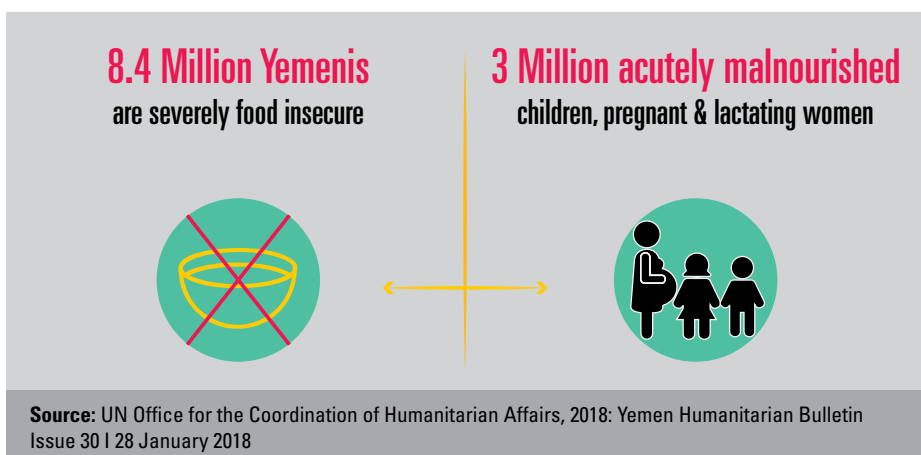 8.4 Million Yemenis
are severely food insecure
3 Million acutely malnourished
children, pregnant & lactating women
Source: UN Office for the Coordination of Humanitarian Affairs, 2018: Yemen Humanitarian Bulletin
Issue 30 I 28 January 2018